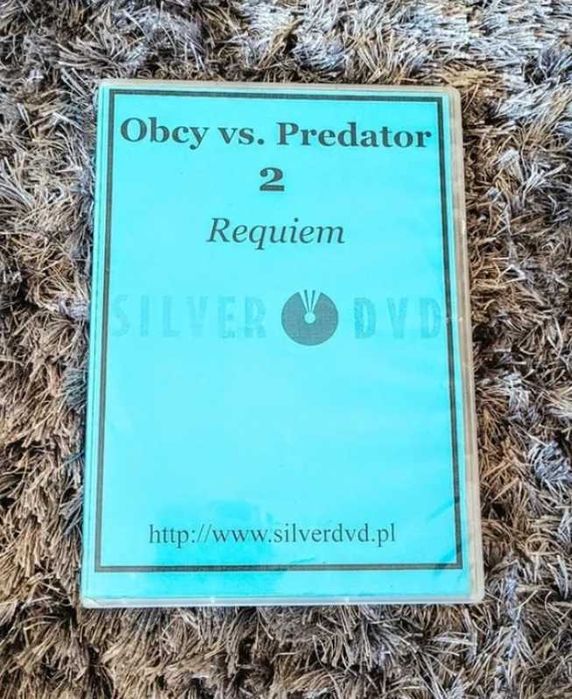 Obcy vs. Predator
2
Requiem
SILVER DVD
http://www.silverdvd.pl